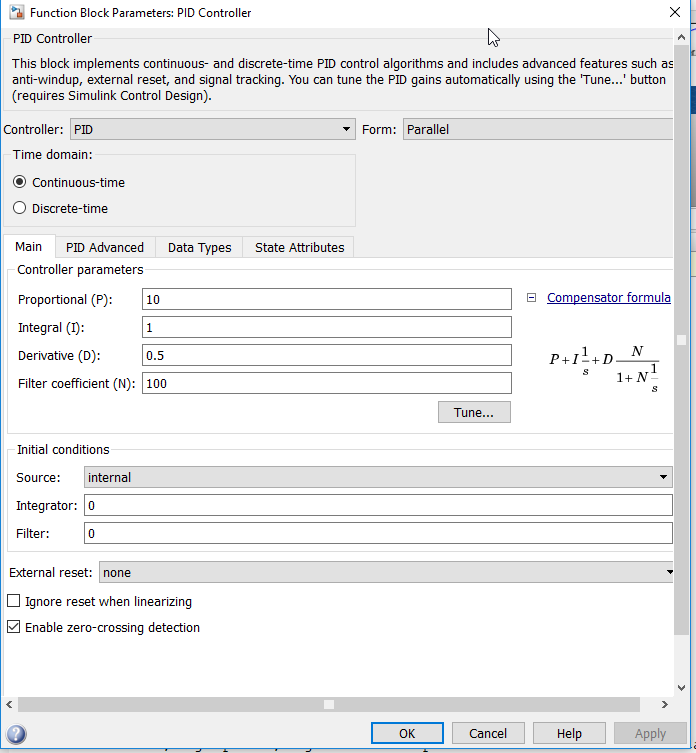 Function Block Parameters: PID Controller
PID Controller
This block implements continuous- and discrete-time PID control algorithms and includes advanced features such as
anti-windup, external reset, and signal tracking. You can tune the PID gains automatically using the 'Tune...' button
(requires Simulink Control Design).
Controller: PID Form: Parallel
Time domain:
Continuous-time
Discrete-time
Main PID Advanced Data Types State Attributes
Controller parameters
Proportional (P): 10 Compensator formula
Integral (I): 1
Derivative (D): 0.5
Filter coefficient (N): 100
P+I 1/s +D N/(1+N 1/s)
Tune...
Initial conditions
Source: internal
Integrator: 0
Filter: 0
External reset: none
Ignore reset when linearizing
Enable zero-crossing detection
OK Cancel Help Apply